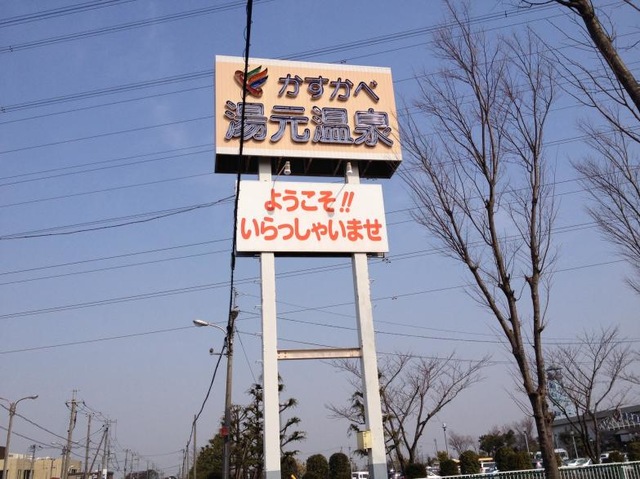 かすかべ
湯元温泉
ようこそ!!
いらっしゃいませ